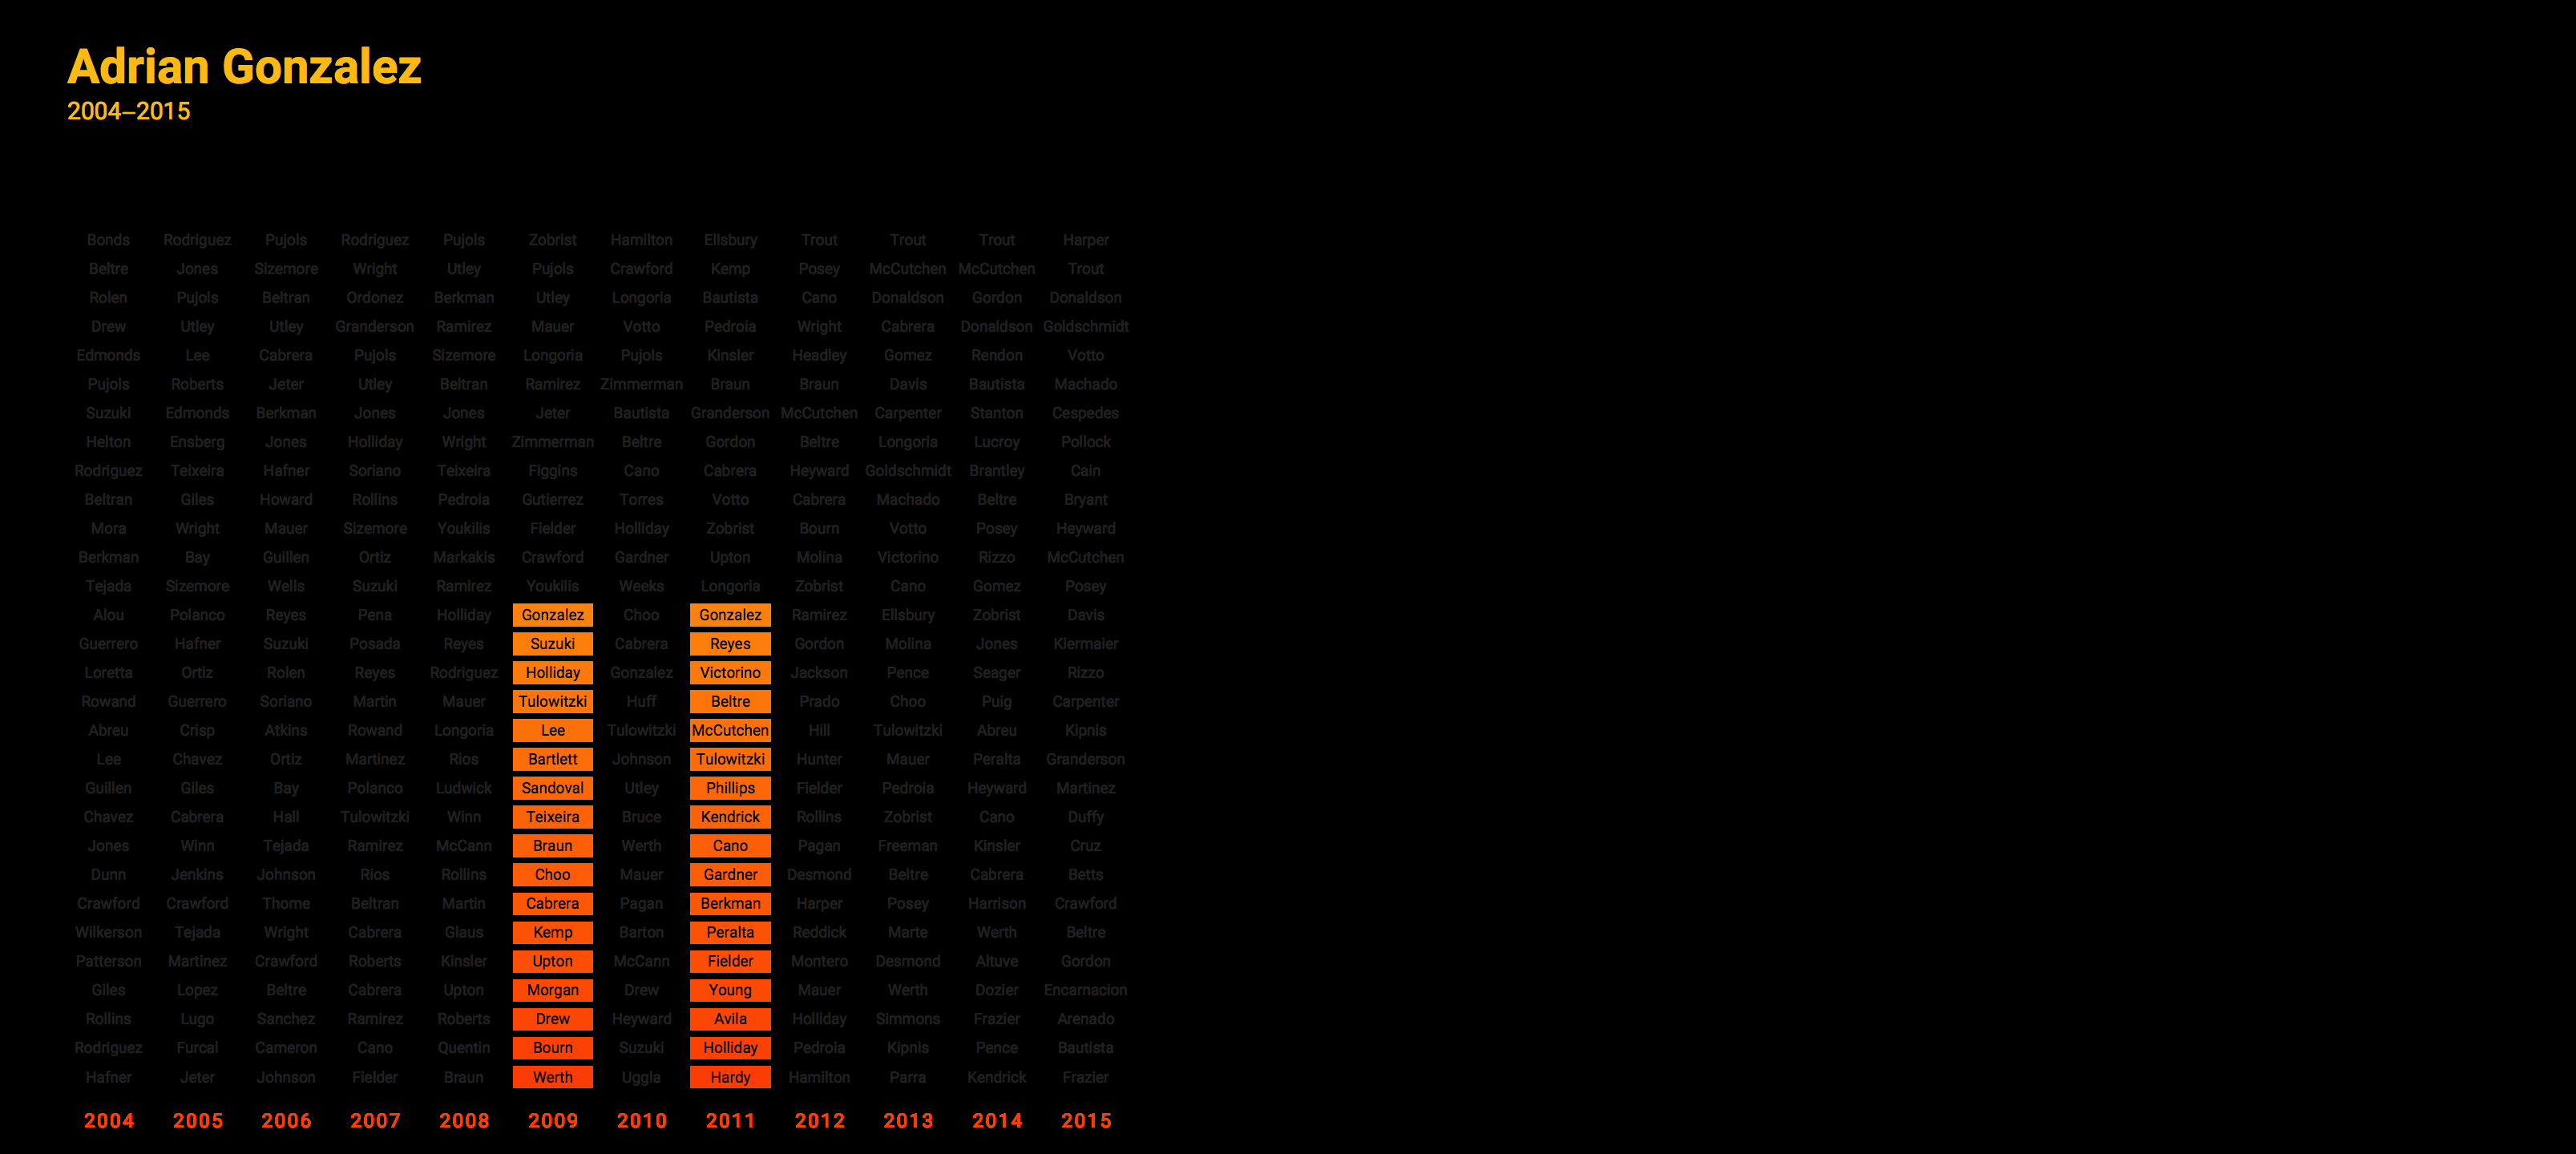 Adrian Gonzalez
2004–2015
Bonds Rodriguez Pujols Rodriguez Pujols Zobrist Hamilton Ellsbury Trout Trout Trout Harper
Beltre Jones Sizemore Wright Utley Pujols Crawford Kemp Posey McCutchen McCutchen Trout
Rolen Pujols Beltran Ordonez Berkman Utley Longoria Bautista Cano Donaldson Gordon Donaldson
Drew Utley Utley Granderson Ramirez Mauer Votto Pedroia Wright Cabrera Donaldson Goldschmidt
Edmonds Lee Cabrera Pujols Sizemore Longoria Pujols Kinsler Headley Gomez Rendon Votto
Pujols Roberts Jeter Utley Beltran Ramirez Zimmerman Braun Braun Davis Bautista Machado
Suzuki Edmonds Berkman Jones Jones Jeter Bautista Granderson McCutchen Carpenter Stanton Cespedes
Helton Ensberg Jones Holliday Wright Zimmerman Beltre Gordon Beltre Longoria Lucroy Pollock
Rodriguez Teixeira Hafner Soriano Teixeira Figgins Cano Cabrera Heyward Goldschmidt Brantley Cain
Beltran Giles Howard Rollins Pedroia Gutierrez Torres Votto Cabrera Machado Beltre Bryant
Mora Wright Mauer Sizemore Youkilis Fielder Holliday Zobrist Bourn Votto Posey Heyward
Berkman Bay Guillen Ortiz Markakis Crawford Gardner Upton Molina Victorino Rizzo McCutchen
Tejada Sizemore Wells Suzuki Ramirez Youkilis Weeks Longoria Zobrist Cano Gomez Posey
Alou Polanco Reyes Pena Holliday Gonzalez Choo Gonzalez Ramirez Ellsbury Zobrist Davis
Guerrero Hafner Suzuki Posada Reyes Suzuki Cabrera Reyes Gordon Molina Jones Kiermaier
Loretta Ortiz Rolen Reyes Rodriguez Holliday Gonzalez Victorino Jackson Pence Seager Rizzo
Rowand Guerrero Soriano Martin Mauer Tulowitzki Huff Beltre Prado Choo Puig Carpenter
Abreu Crisp Atkins Rowand Longoria Lee Tulowitzki McCutchen Hill Tulowitzki Abreu Kipnis
Lee Chavez Ortiz Martinez Rios Bartlett Johnson Tulowitzki Hunter Mauer Peralta Granderson
Guillen Giles Bay Polanco Ludwick Sandoval Utley Phillips Fielder Pedroia Heyward Martinez
Chavez Cabrera Hall Tulowitzki Winn Teixeira Bruce Kendrick Rollins Zobrist Cano Duffy
Jones Winn Tejada Ramirez McCann Braun Werth Cano Pagan Freeman Kinsler Cruz
Dunn Jenkins Johnson Rios Rollins Choo Mauer Gardner Desmond Beltre Cabrera Betts
Crawford Crawford Thome Beltran Martin Cabrera Pagan Berkman Harper Posey Harrison Crawford
Wilkerson Tejada Wright Cabrera Glaus Kemp Barton Peralta Reddick Marte Werth Beltre
Patterson Martinez Crawford Roberts Kinsler Upton McCann Fielder Montero Desmond Altuve Gordon
Giles Lopez Beltre Cabrera Upton Morgan Drew Young Mauer Werth Dozier Encarnacion
Rollins Lugo Sanchez Ramirez Roberts Drew Heyward Avila Holliday Simmons Frazier Arenado
Rodriguez Furcal Cameron Cano Quentin Bourn Suzuki Holliday Pedroia Kipnis Pence Bautista
Hafner Jeter Johnson Fielder Braun Werth Uggla Hardy Hamilton Parra Kendrick Frazier
2004 2005 2006 2007 2008 2009 2010 2011 2012 2013 2014 2015